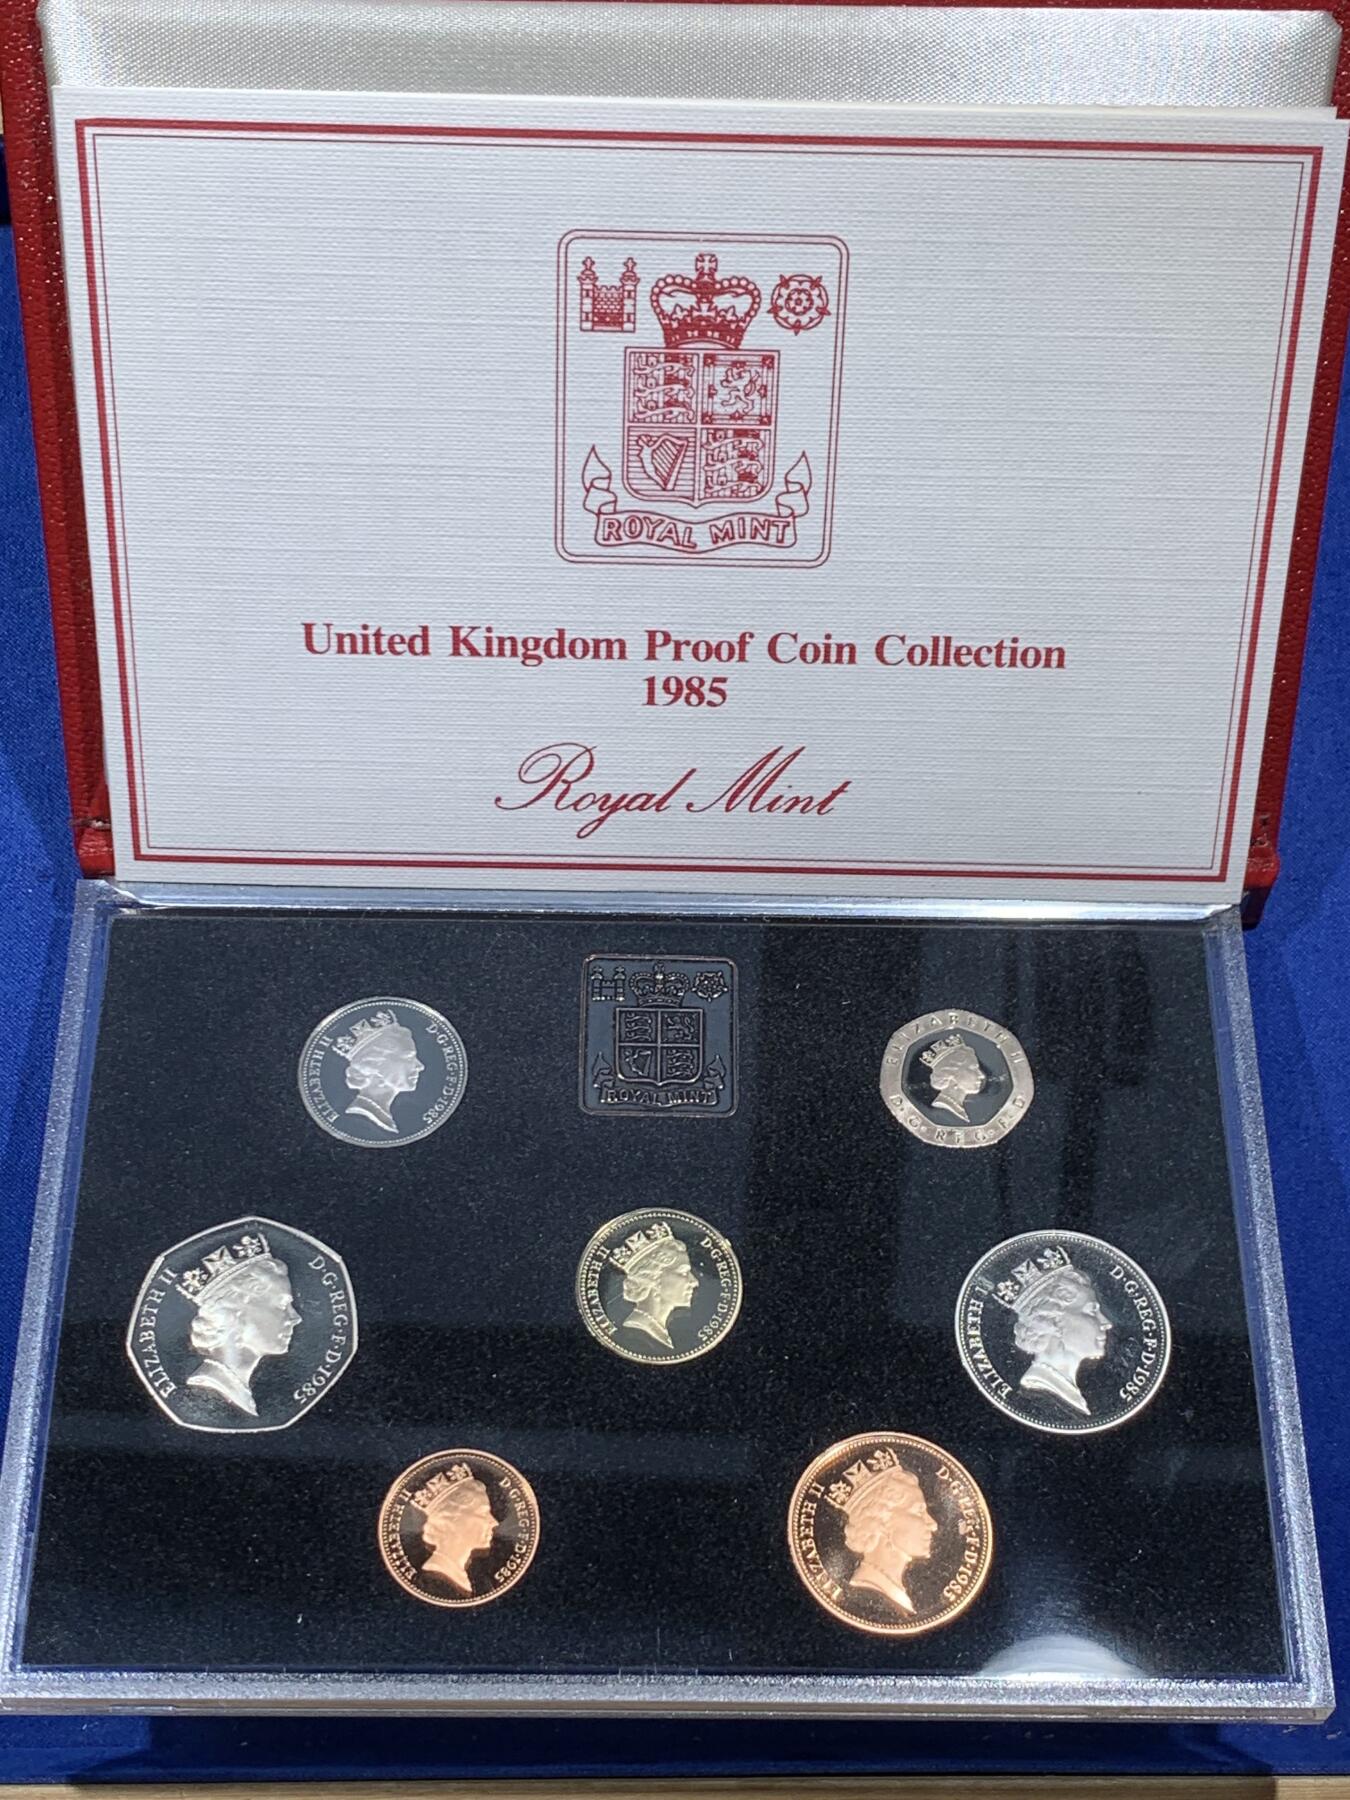 ROYAL MINT
United Kingdom Proof Coin Collection
1985
Royal Mint
ELIZABETH II D·G·REG·F·D·1985
ROYAL MINT
ELIZABETH II D·G·REG·F·D
ELIZABETH II D·G·REG·F·D·1985
ELIZABETH II D·G·REG·F·D·1985
ELIZABETH II D·G·REG·F·D·1985
ELIZABETH II D·G·REG·F·D·1985
ELIZABETH II D·G·REG·F·D·1985